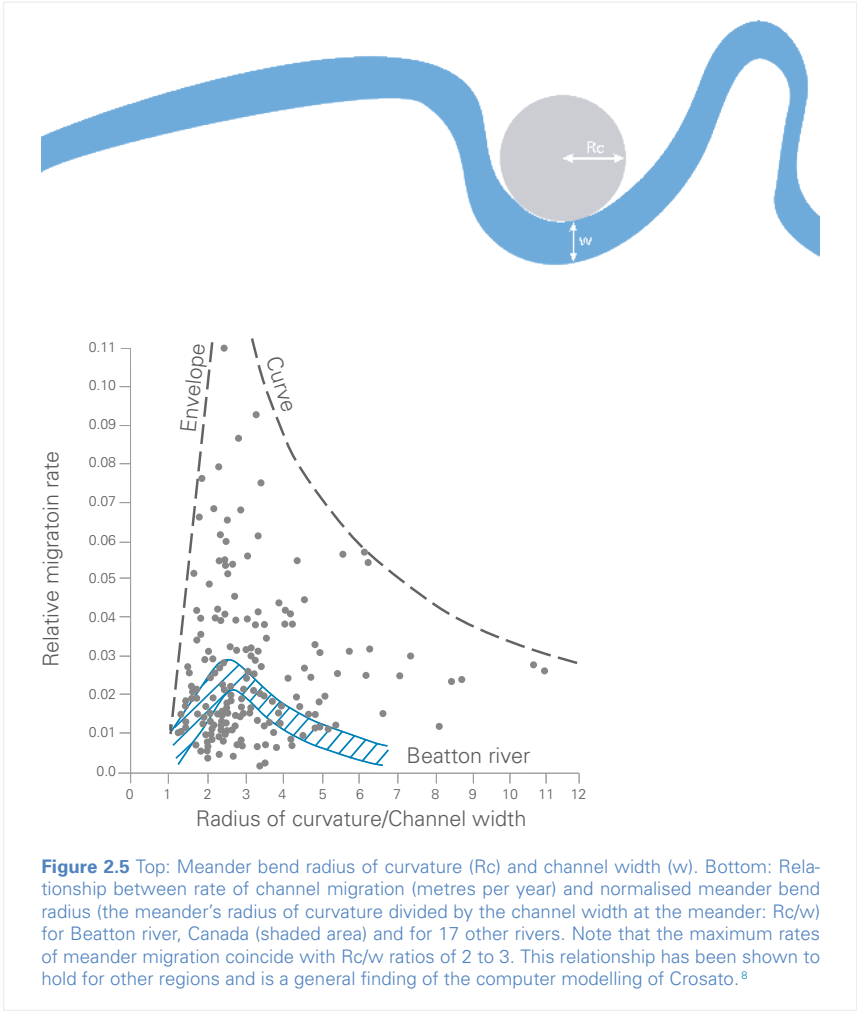 Rc
w
Envelope
Curve
Relative migratoin rate
0.11
0.10
0.09
0.08
0.07
0.06
0.05
0.04
0.03
0.02
0.01
0.0
Beatton river
0 1 2 3 4 5 6 7 8 9 10 11 12
Radius of curvature/Channel width
Figure 2.5 Top: Meander bend radius of curvature (Rc) and channel width (w). Bottom: Rela-
tionship between rate of channel migration (metres per year) and normalised meander bend
radius (the meander's radius of curvature divided by the channel width at the meander: Rc/w)
for Beatton river, Canada (shaded area) and for 17 other rivers. Note that the maximum rates
of meander migration coincide with Rc/w ratios of 2 to 3. This relationship has been shown to
hold for other regions and is a general finding of the computer modelling of Crosato.⁸